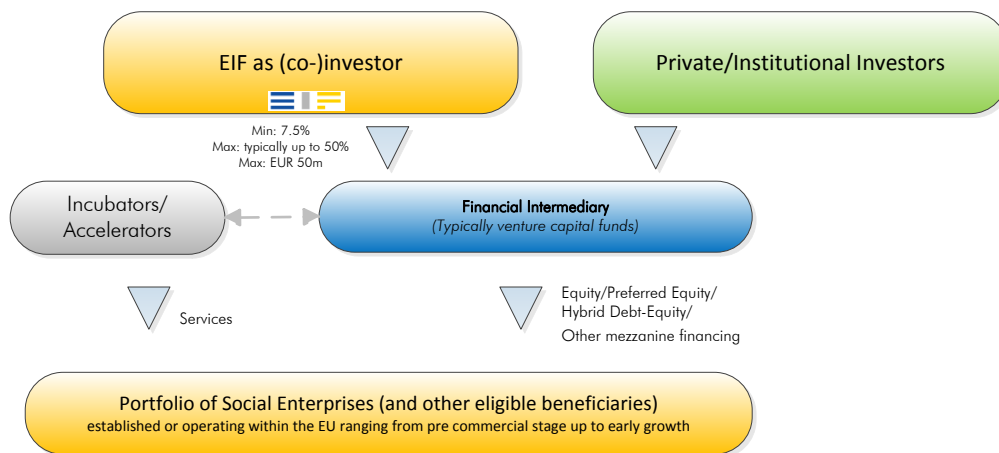 EIF as (co-)investor
Private/Institutional Investors
Min: 7.5%
Max: typically up to 50%
Max: EUR 50m
Incubators/
Accelerators
Financial Intermediary
(Typically venture capital funds)
Services
Equity/Preferred Equity/
Hybrid Debt-Equity/
Other mezzanine financing
Portfolio of Social Enterprises (and other eligible beneficiaries)
established or operating within the EU ranging from pre commercial stage up to early growth